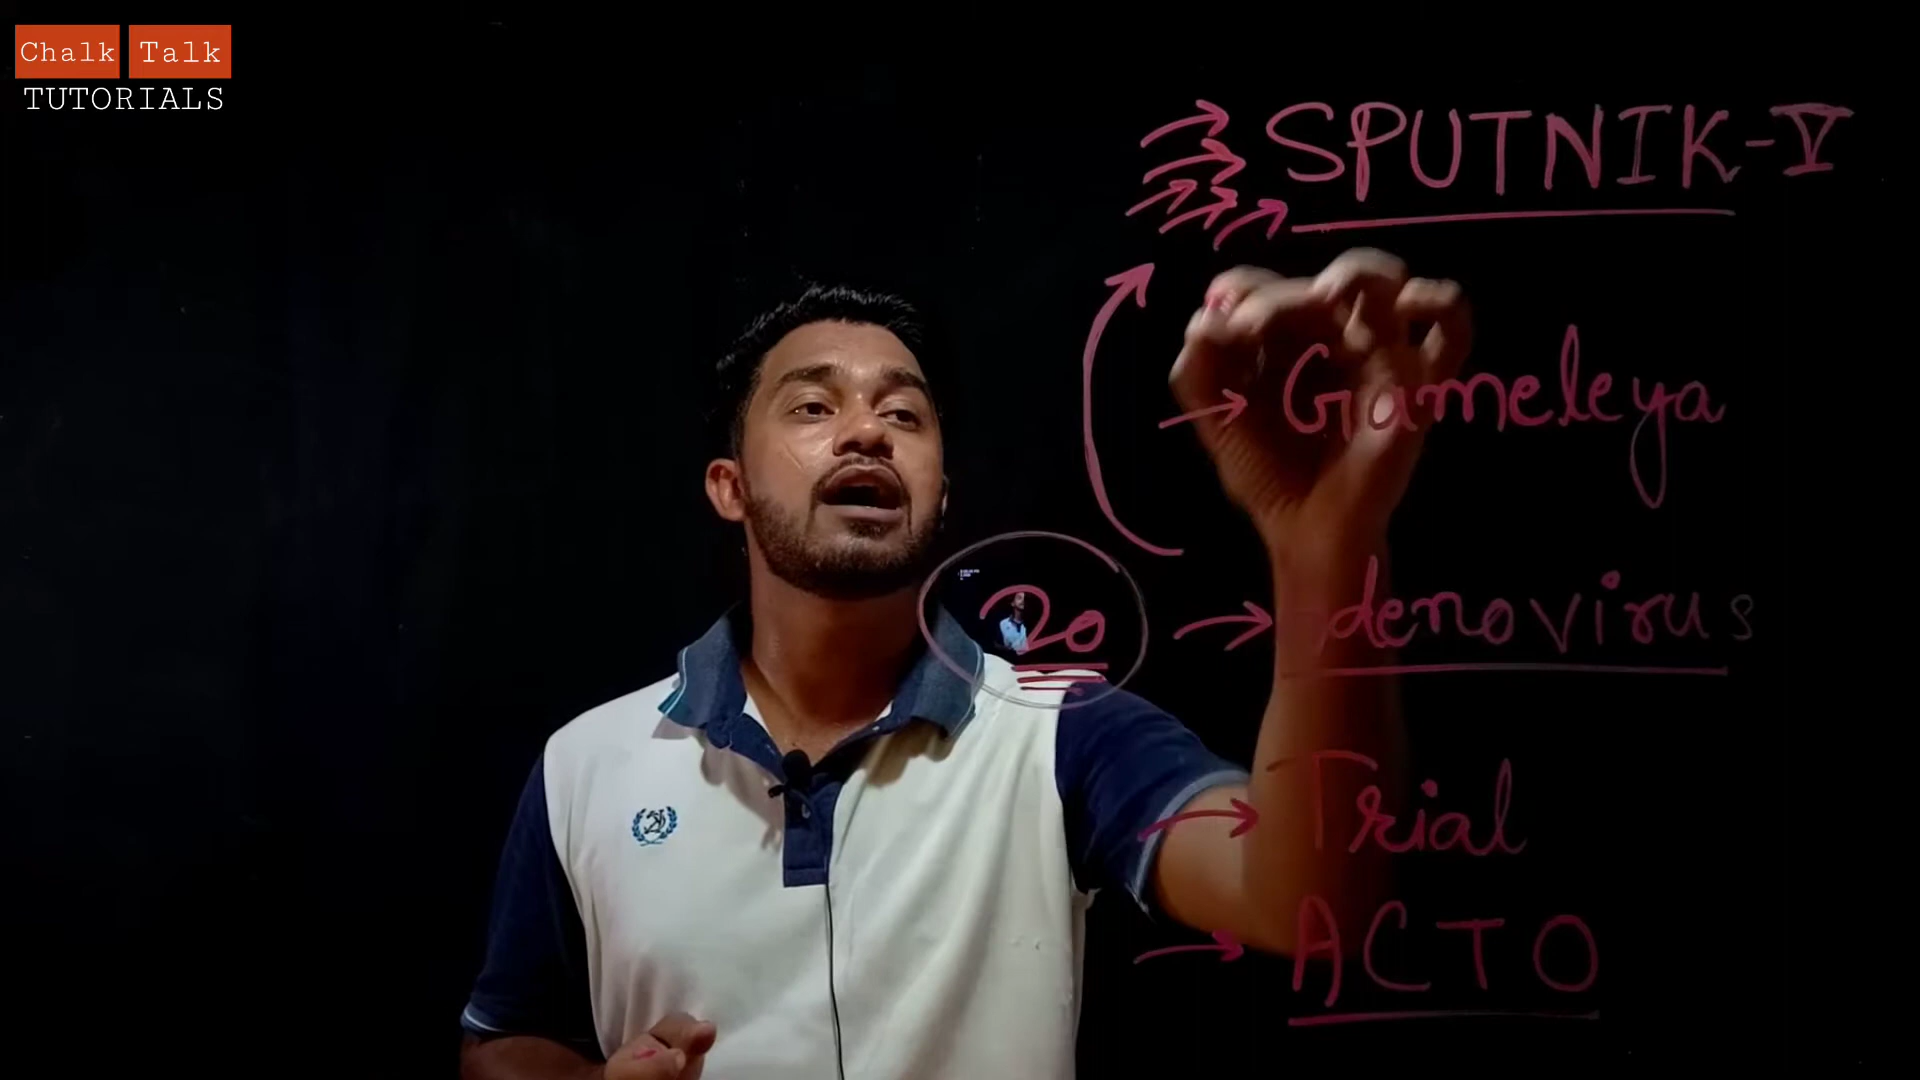 Chalk Talk
TUTORIALS
SPUTNIK-V
Gameleya
20
denovirus
Trial
ACTO